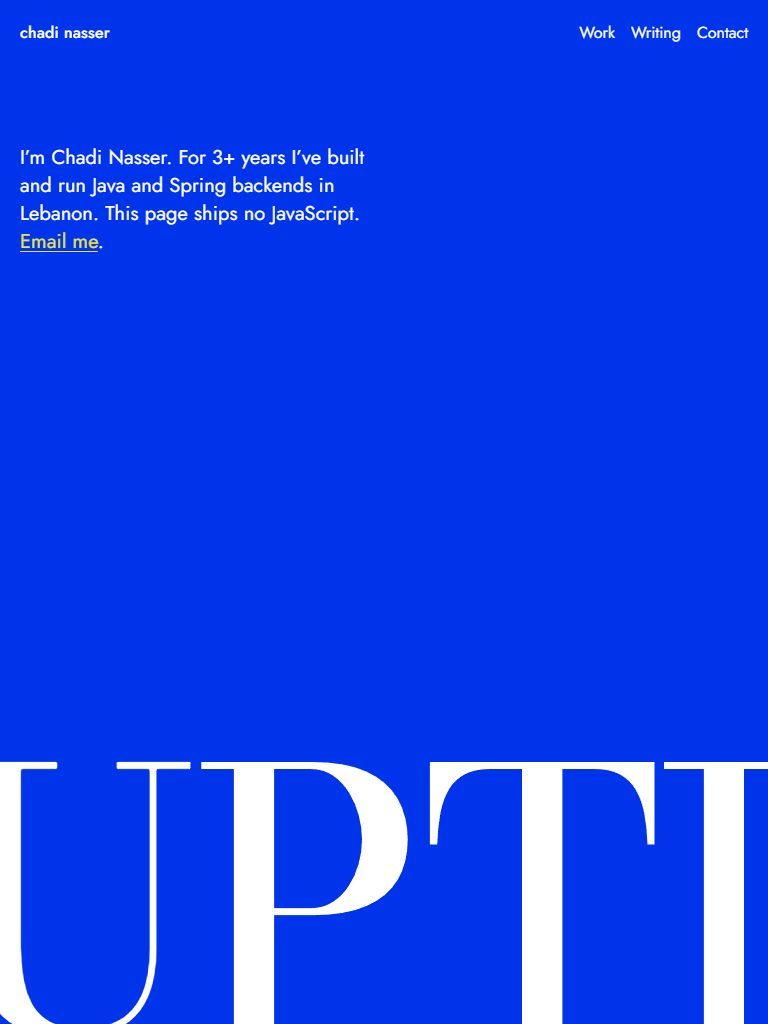 chadi nasser
Work Writing Contact
I’m Chadi Nasser. For 3+ years I’ve built
and run Java and Spring backends in
Lebanon. This page ships no JavaScript.
Email me.
UPTI